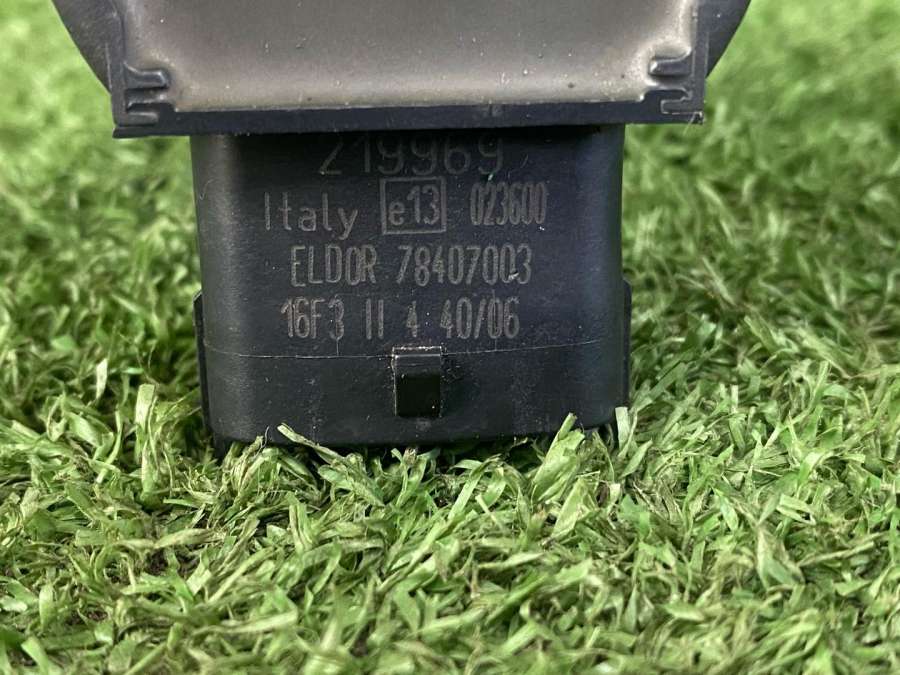 219969
Italy e13 023600
ELDOR 78407003
16F3 II 4 40/06